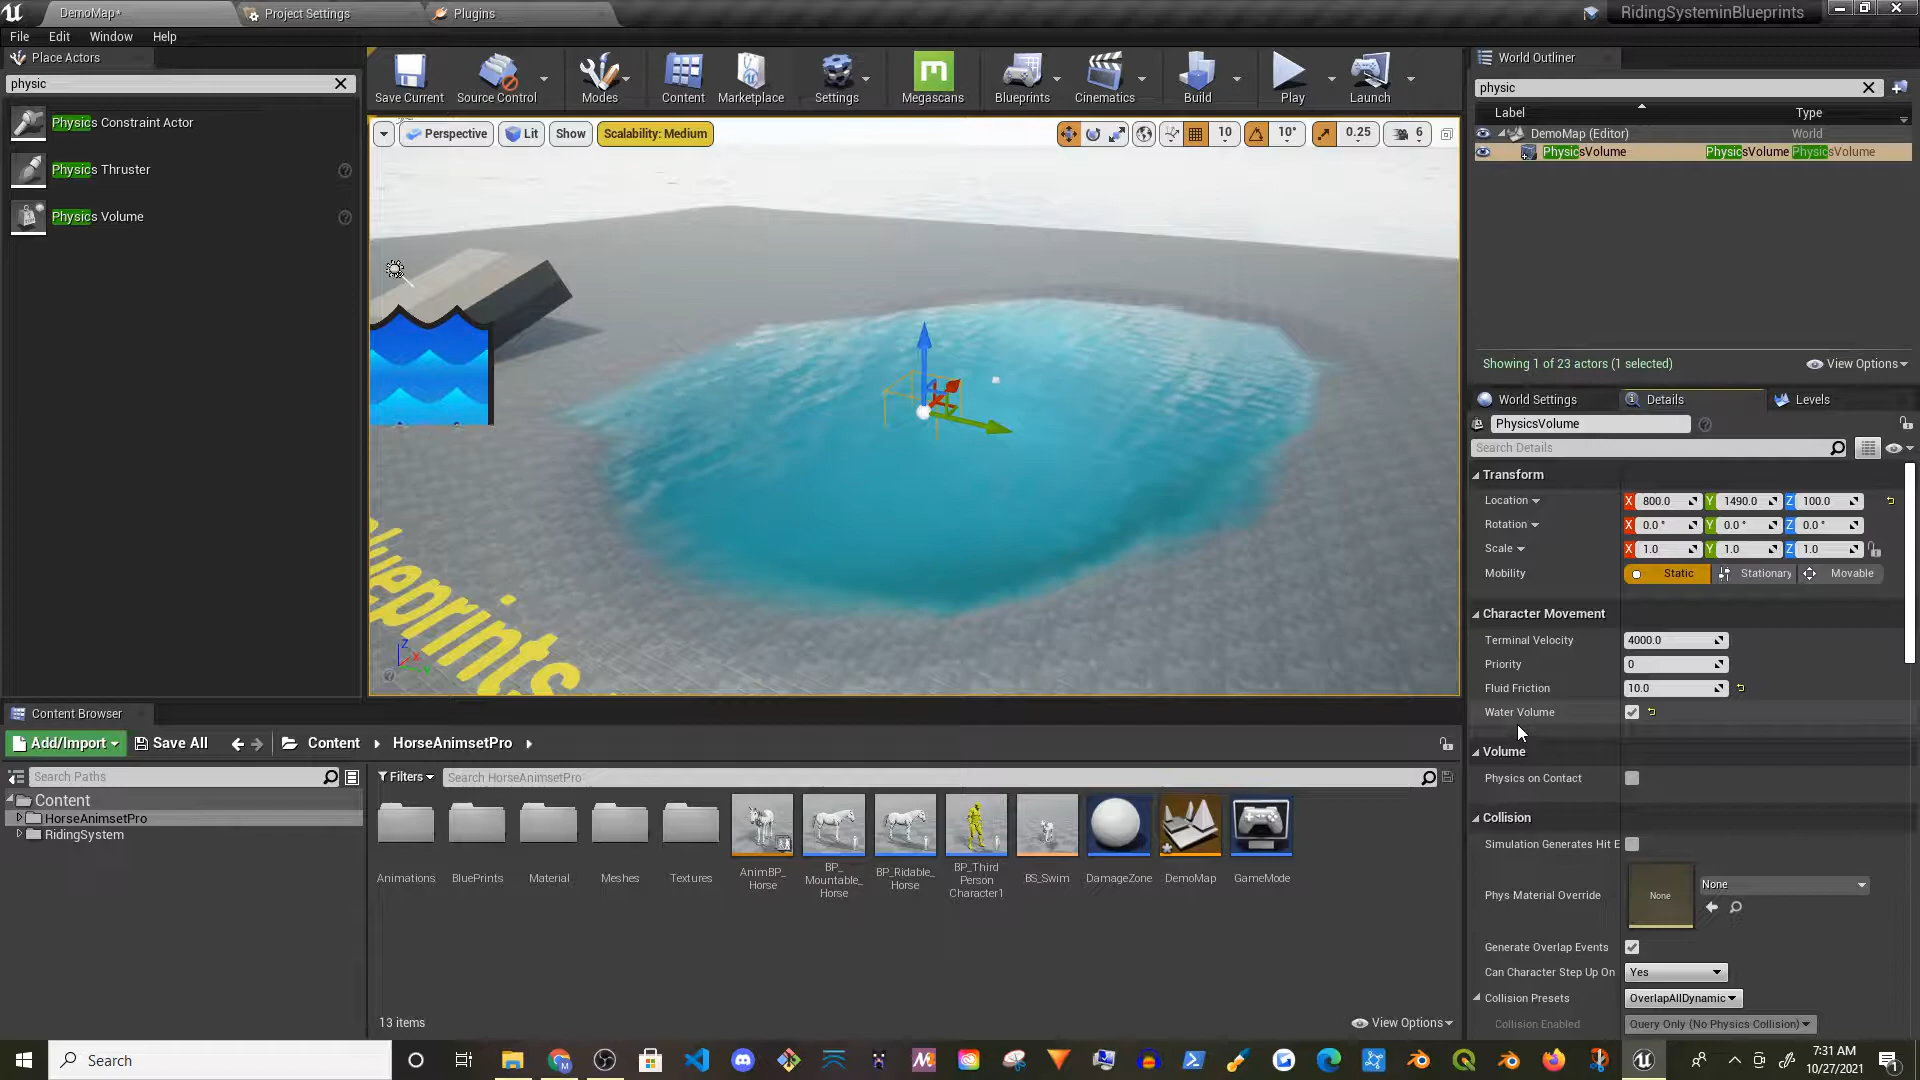 DemoMap*
Project Settings
Plugins
RidingSysteminBlueprints
File Edit Window Help
Place Actors
physic
Physics Constraint Actor
Physics Thruster
Physics Volume
Save Current
Source Control
Modes
Content
Marketplace
Settings
Megascans
Blueprints
Cinematics
Build
Play
Launch
Perspective
Lit
Show
Scalability: Medium
10
10°
0.25
6
ueprints
World Outliner
physic
Label Type
DemoMap (Editor) World
PhysicsVolume PhysicsVolume PhysicsVolume
Showing 1 of 23 actors (1 selected)
View Options
World Settings
Details
Levels
PhysicsVolume
Search Details
Transform
Location X 800.0 Y 1490.0 Z 100.0
Rotation X 0.0 ° Y 0.0 ° Z 0.0 °
Scale X 1.0 Y 1.0 Z 1.0
Mobility Static Stationary Movable
Character Movement
Terminal Velocity 4000.0
Priority 0
Fluid Friction 10.0
Water Volume
Volume
Physics on Contact
Collision
Simulation Generates Hit E
Phys Material Override None None
Generate Overlap Events
Can Character Step Up On Yes
Collision Presets OverlapAllDynamic
Collision Enabled Query Only (No Physics Collision)
Content Browser
Add/Import
Save All
Content
HorseAnimsetPro
Search Paths
Filters
Search HorseAnimsetPro
Content
HorseAnimsetPro
RidingSystem
Animations
BluePrints
Material
Meshes
Textures
AnimBP_
Horse
BP_
Mountable_
Horse
BP_Ridable_
Horse
BP_Third
Person
Character1
BS_Swim
DamageZone
DemoMap
GameMode
13 items
View Options
Search
7:31 AM
10/27/2021